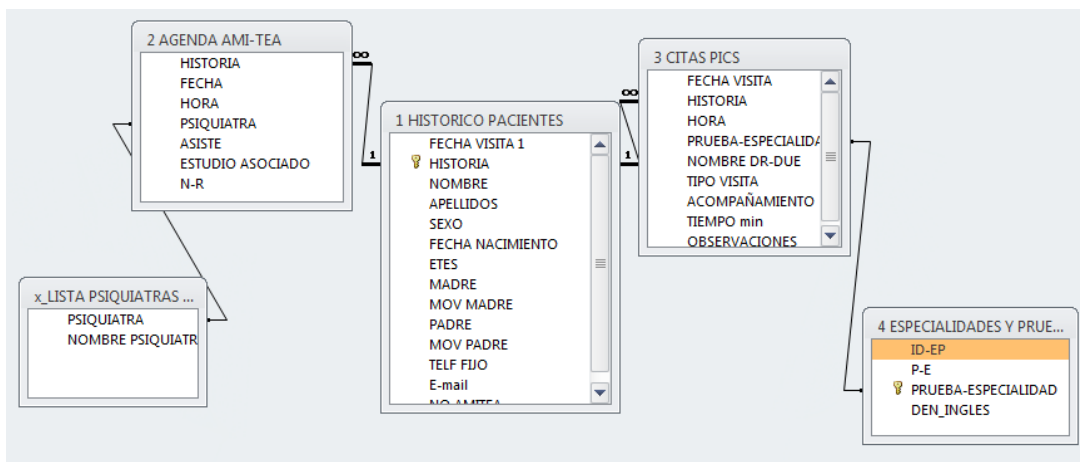 2 AGENDA AMI-TEA
HISTORIA
FECHA
HORA
PSIQUIATRA
ASISTE
ESTUDIO ASOCIADO
N-R
∞
1
x_LISTA PSIQUIATRAS ...
PSIQUIATRA
NOMBRE PSIQUIATR
1 HISTORICO PACIENTES
FECHA VISITA 1
HISTORIA
NOMBRE
APELLIDOS
SEXO
FECHA NACIMIENTO
ETES
MADRE
MOV MADRE
PADRE
MOV PADRE
TELF FIJO
E-mail
NO AMITEA
∞
1
3 CITAS PICS
FECHA VISITA
HISTORIA
HORA
PRUEBA-ESPECIALIDA
NOMBRE DR-DUE
TIPO VISITA
ACOMPAÑAMIENTO
TIEMPO min
OBSERVACIONES
4 ESPECIALIDADES Y PRUE...
ID-EP
P-E
PRUEBA-ESPECIALIDAD
DEN_INGLES